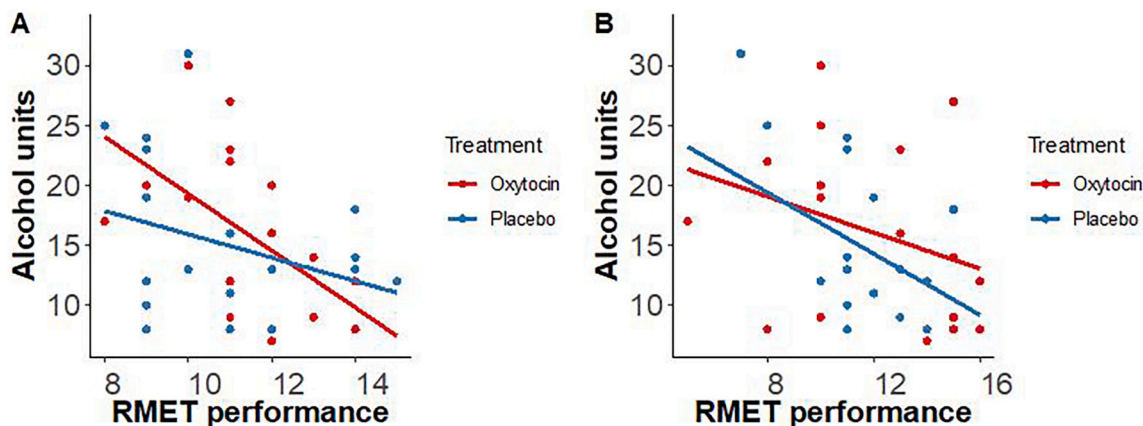 A
Alcohol units
30
25
20
15
10
8 10 12 14
RMET performance
Treatment
Oxytocin
Placebo
B
Alcohol units
30
25
20
15
10
8 12 16
RMET performance
Treatment
Oxytocin
Placebo